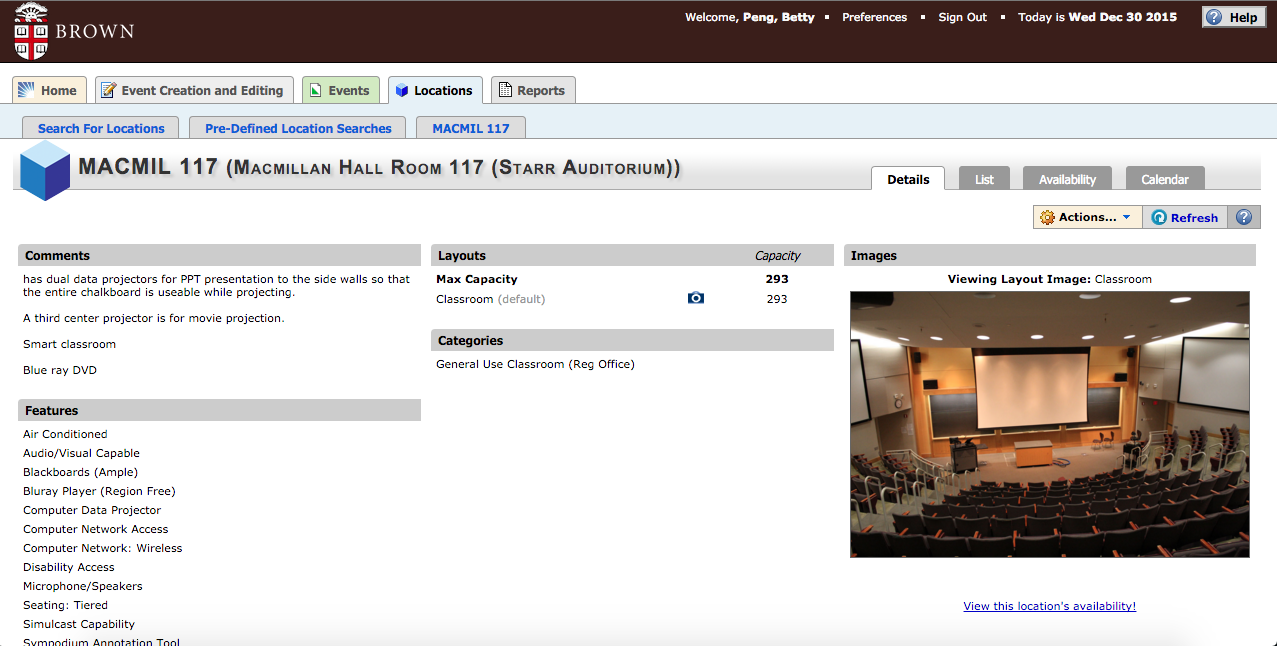 BROWN
Welcome, Peng, Betty ▪ Preferences ▪ Sign Out ▪ Today is Wed Dec 30 2015
? Help
Home
Event Creation and Editing
Events
Locations
Reports
Search For Locations
Pre-Defined Location Searches
MACMIL 117
MACMIL 117 (Macmillan Hall Room 117 (Starr Auditorium))
Details
List
Availability
Calendar
Actions...
Refresh
?
Comments
has dual data projectors for PPT presentation to the side walls so that
the entire chalkboard is useable while projecting.
A third center projector is for movie projection.
Smart classroom
Blue ray DVD
Features
Air Conditioned
Audio/Visual Capable
Blackboards (Ample)
Bluray Player (Region Free)
Computer Data Projector
Computer Network Access
Computer Network: Wireless
Disability Access
Microphone/Speakers
Seating: Tiered
Simulcast Capability
Sympodium Annotation Tool
Layouts Capacity
Max Capacity 293
Classroom (default) 293
Categories
General Use Classroom (Reg Office)
Images
Viewing Layout Image: Classroom
View this location's availability!